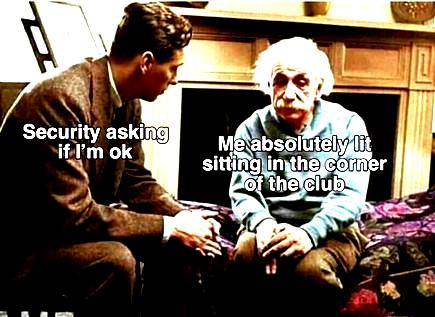 Security asking
if I'm ok
Me absolutely lit
sitting in the corner
of the club